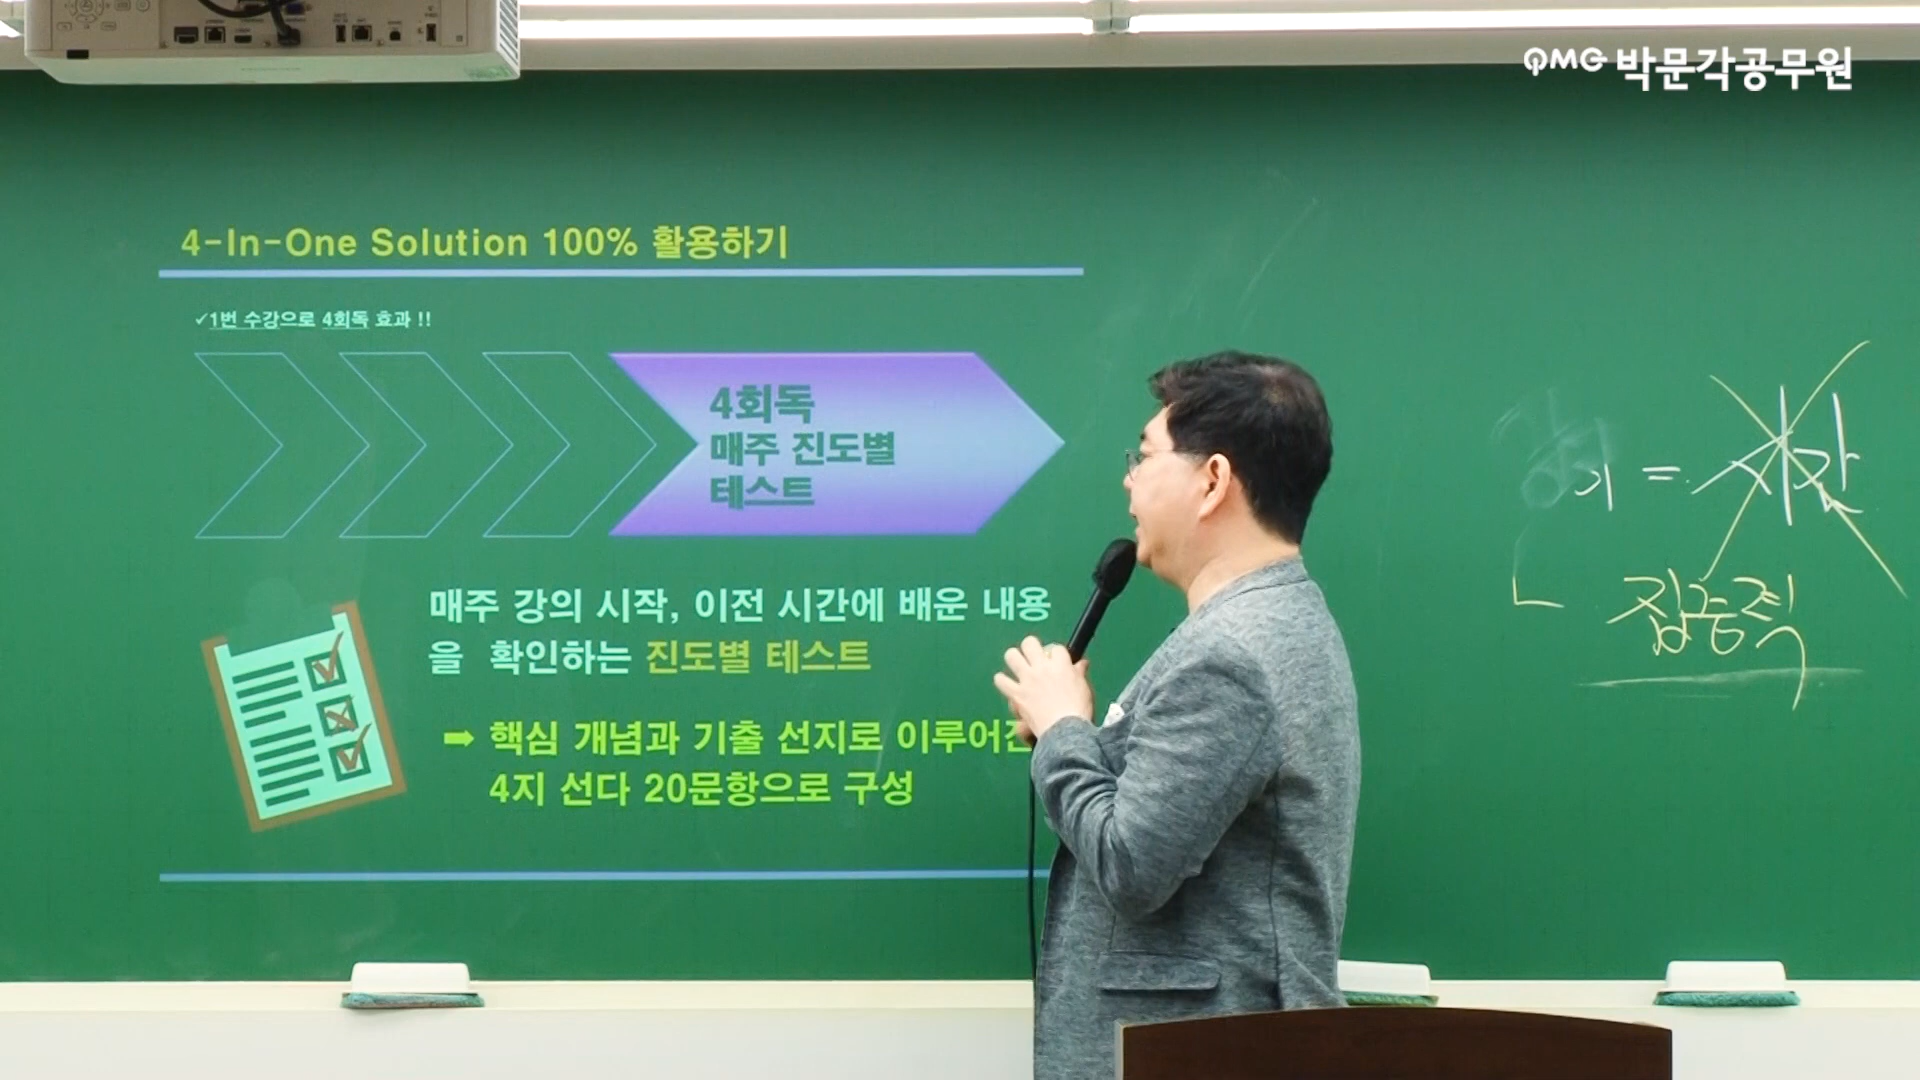 PMG 박문각공무원
4-In-One Solution 100% 활용하기
✓1번 수강으로 4회독 효과 !!
4회독
매주 진도별
테스트
매주 강의 시작, 이전 시간에 배운 내용
을 확인하는 진도별 테스트
➡ 핵심 개념과 기출 선지로 이루어진
4지 선다 20문항으로 구성
=
집중적